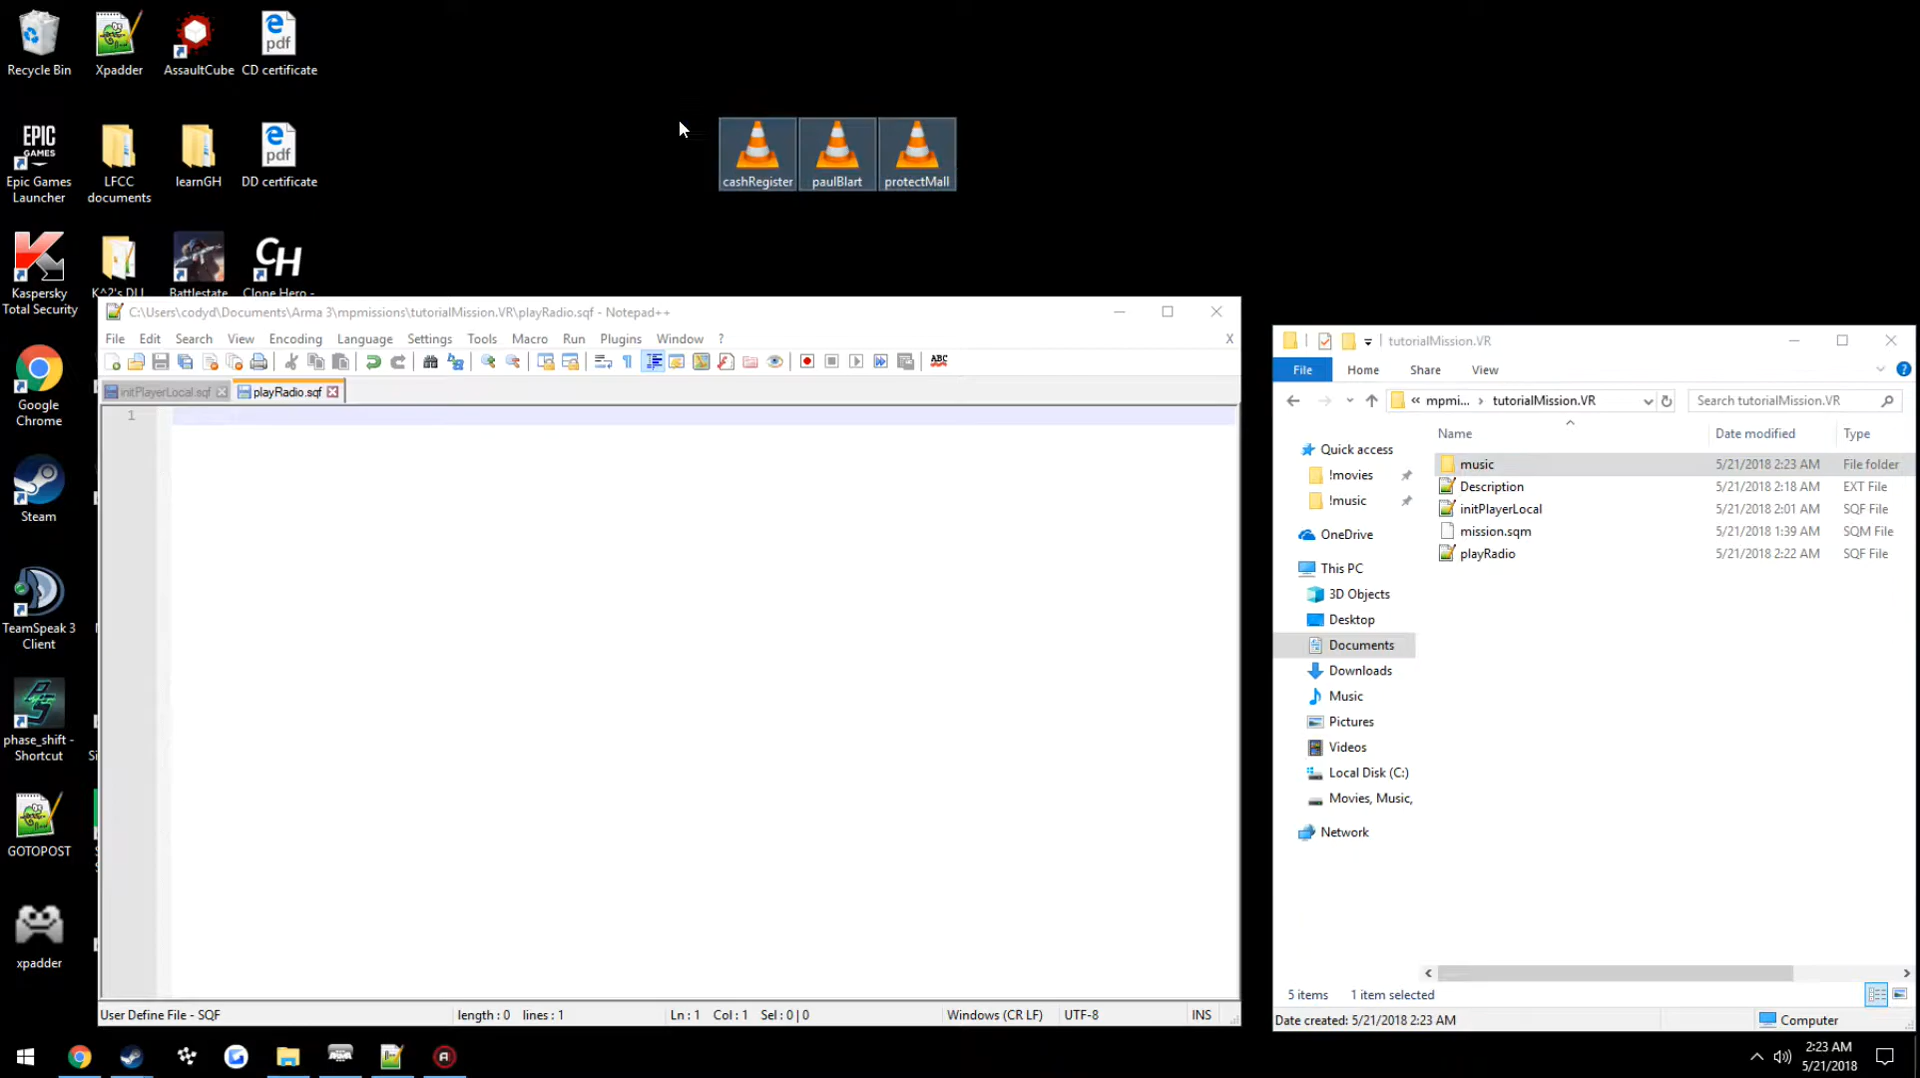 Recycle Bin
Xpadder
AssaultCube
CD certificate
pdf
EPIC
GAMES
Epic Games
Launcher
LFCC
documents
learnGH
pdf
DD certificate
Kaspersky
Total Security
K^2's DLL
Battlestate
CH
Clone Hero -
Google
Chrome
Steam
TeamSpeak 3
Client
phase_shift -
Shortcut
GOTOPOST
xpadder
cashRegister
paulBlart
protectMall
C:\Users\codyd\Documents\Arma 3\mpmissions\tutorialMission.VR\playRadio.sqf - Notepad++
File Edit Search View Encoding Language Settings Tools Macro Run Plugins Window ? X
ABC
initPlayerLocal.sqf
playRadio.sqf
1
User Define File - SQF
length : 0 lines : 1
Ln : 1 Col : 1 Sel : 0 | 0
Windows (CR LF)
UTF-8
INS
tutorialMission.VR
File Home Share View
« mpmi... › tutorialMission.VR
Search tutorialMission.VR
Name Date modified Type
music 5/21/2018 2:23 AM File folder
Description 5/21/2018 2:18 AM EXT File
initPlayerLocal 5/21/2018 2:01 AM SQF File
mission.sqm 5/21/2018 1:39 AM SQM File
playRadio 5/21/2018 2:22 AM SQF File
Quick access
!movies
!music
OneDrive
This PC
3D Objects
Desktop
Documents
Downloads
Music
Pictures
Videos
Local Disk (C:)
Movies, Music,
Network
5 items 1 item selected
Date created: 5/21/2018 2:23 AM
Computer
2:23 AM
5/21/2018